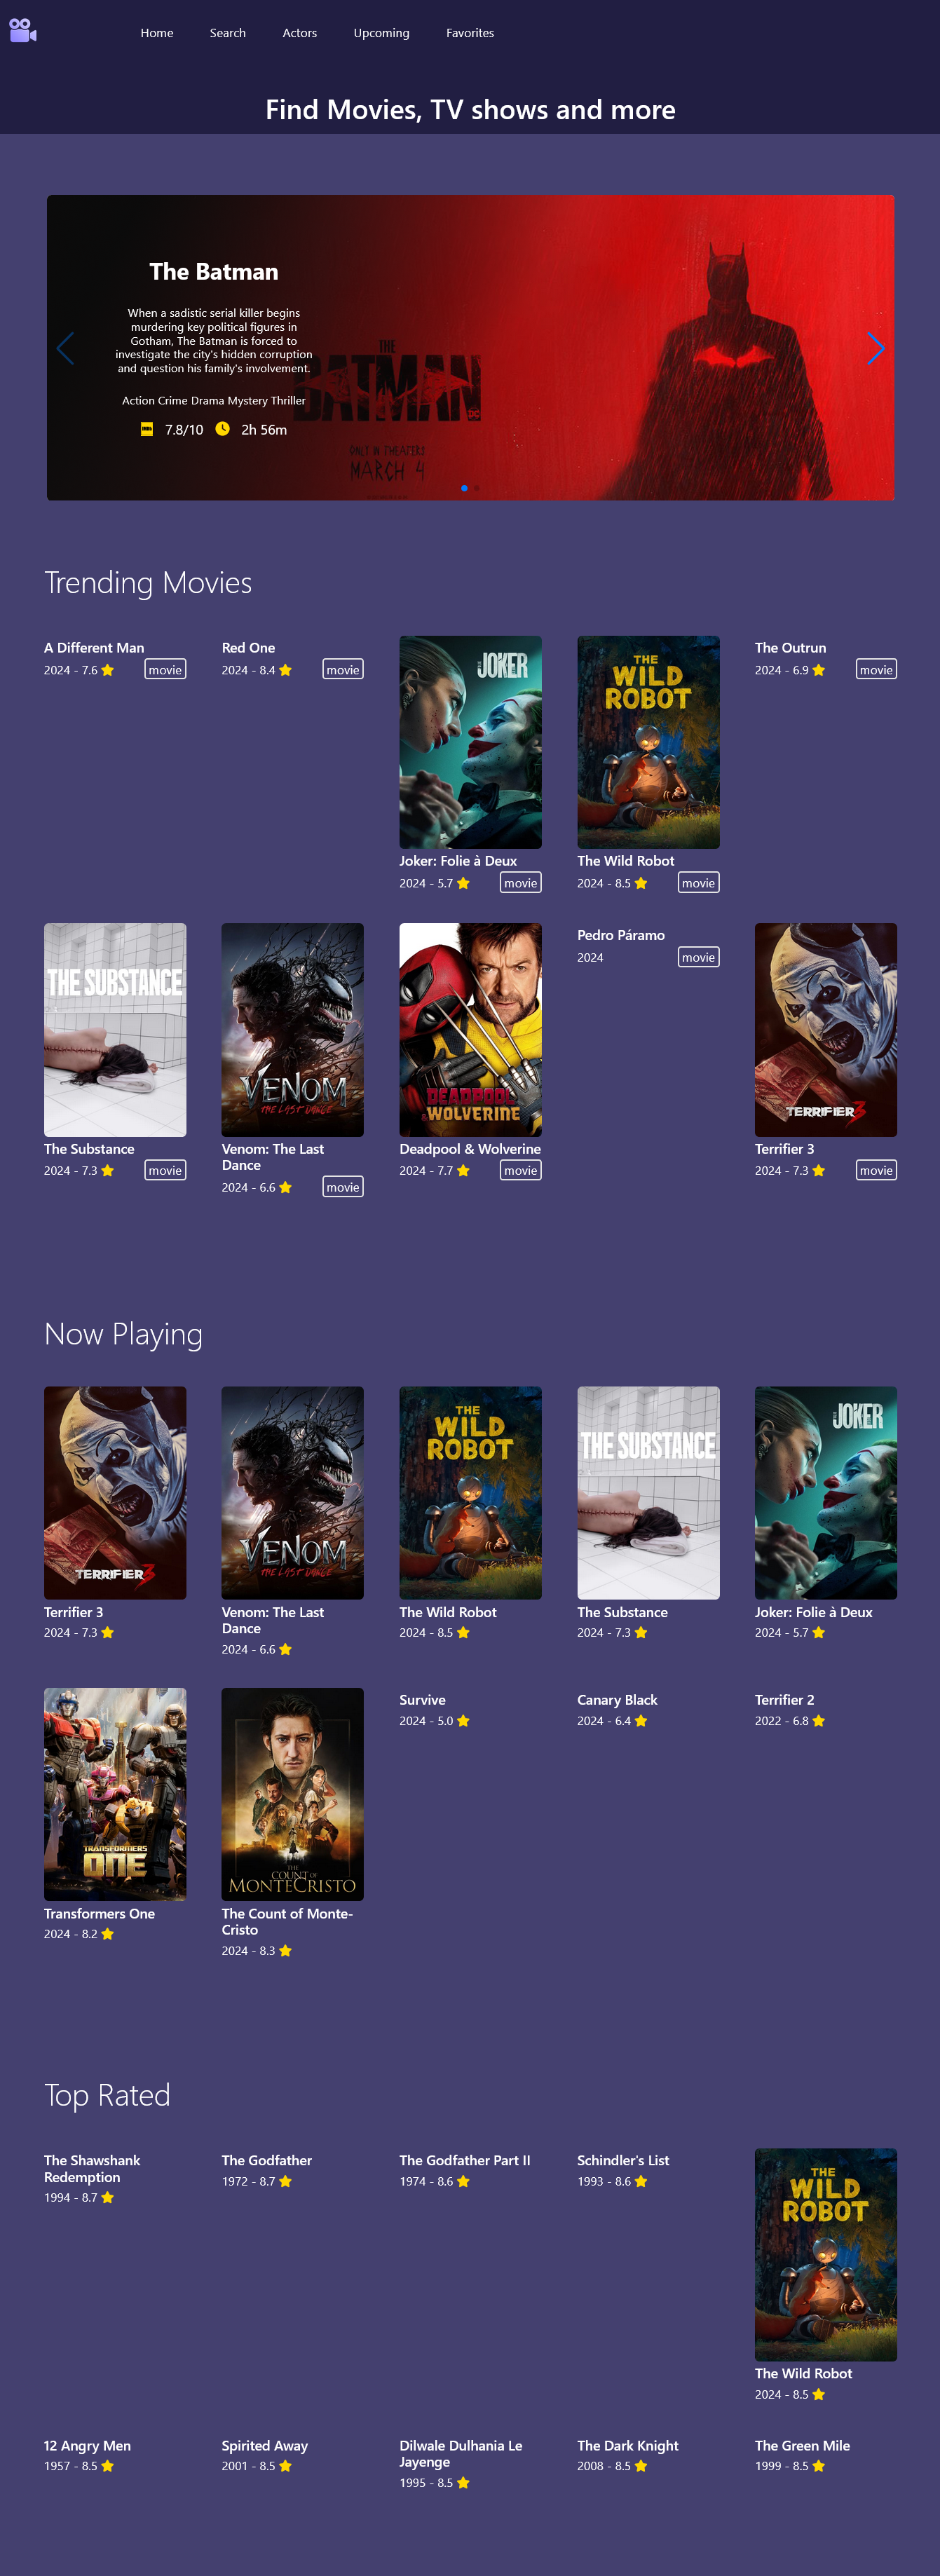 Home Search Actors Upcoming Favorites
Find Movies, TV shows and more
The Batman
When a sadistic serial killer begins
murdering key political figures in
Gotham, The Batman is forced to
investigate the city's hidden corruption
and question his family's involvement.
Action Crime Drama Mystery Thriller
7.8/10 2h 56m
THE
BATMAN
ONLY IN THEATERS
MARCH 4
Trending Movies
A Different Man
2024 - 7.6 movie
Red One
2024 - 8.4 movie
JOKER
Joker: Folie à Deux
2024 - 5.7 movie
THE
WILD
ROBOT
The Wild Robot
2024 - 8.5 movie
The Outrun
2024 - 6.9 movie
THE SUBSTANCE
The Substance
2024 - 7.3 movie
VENOM
THE LAST DANCE
Venom: The Last
Dance
2024 - 6.6 movie
DEADPOOL
& WOLVERINE
Deadpool & Wolverine
2024 - 7.7 movie
Pedro Páramo
2024 movie
TERRIFIER 3
Terrifier 3
2024 - 7.3 movie
Now Playing
TERRIFIER 3
Terrifier 3
2024 - 7.3
VENOM
THE LAST DANCE
Venom: The Last
Dance
2024 - 6.6
THE
WILD
ROBOT
The Wild Robot
2024 - 8.5
THE SUBSTANCE
The Substance
2024 - 7.3
JOKER
Joker: Folie à Deux
2024 - 5.7
TRANSFORMERS
ONE
Transformers One
2024 - 8.2
THE
COUNT OF
MONTE CRISTO
The Count of Monte-
Cristo
2024 - 8.3
Survive
2024 - 5.0
Canary Black
2024 - 6.4
Terrifier 2
2022 - 6.8
Top Rated
The Shawshank
Redemption
1994 - 8.7
The Godfather
1972 - 8.7
The Godfather Part II
1974 - 8.6
Schindler's List
1993 - 8.6
THE
WILD
ROBOT
The Wild Robot
2024 - 8.5
12 Angry Men
1957 - 8.5
Spirited Away
2001 - 8.5
Dilwale Dulhania Le
Jayenge
1995 - 8.5
The Dark Knight
2008 - 8.5
The Green Mile
1999 - 8.5